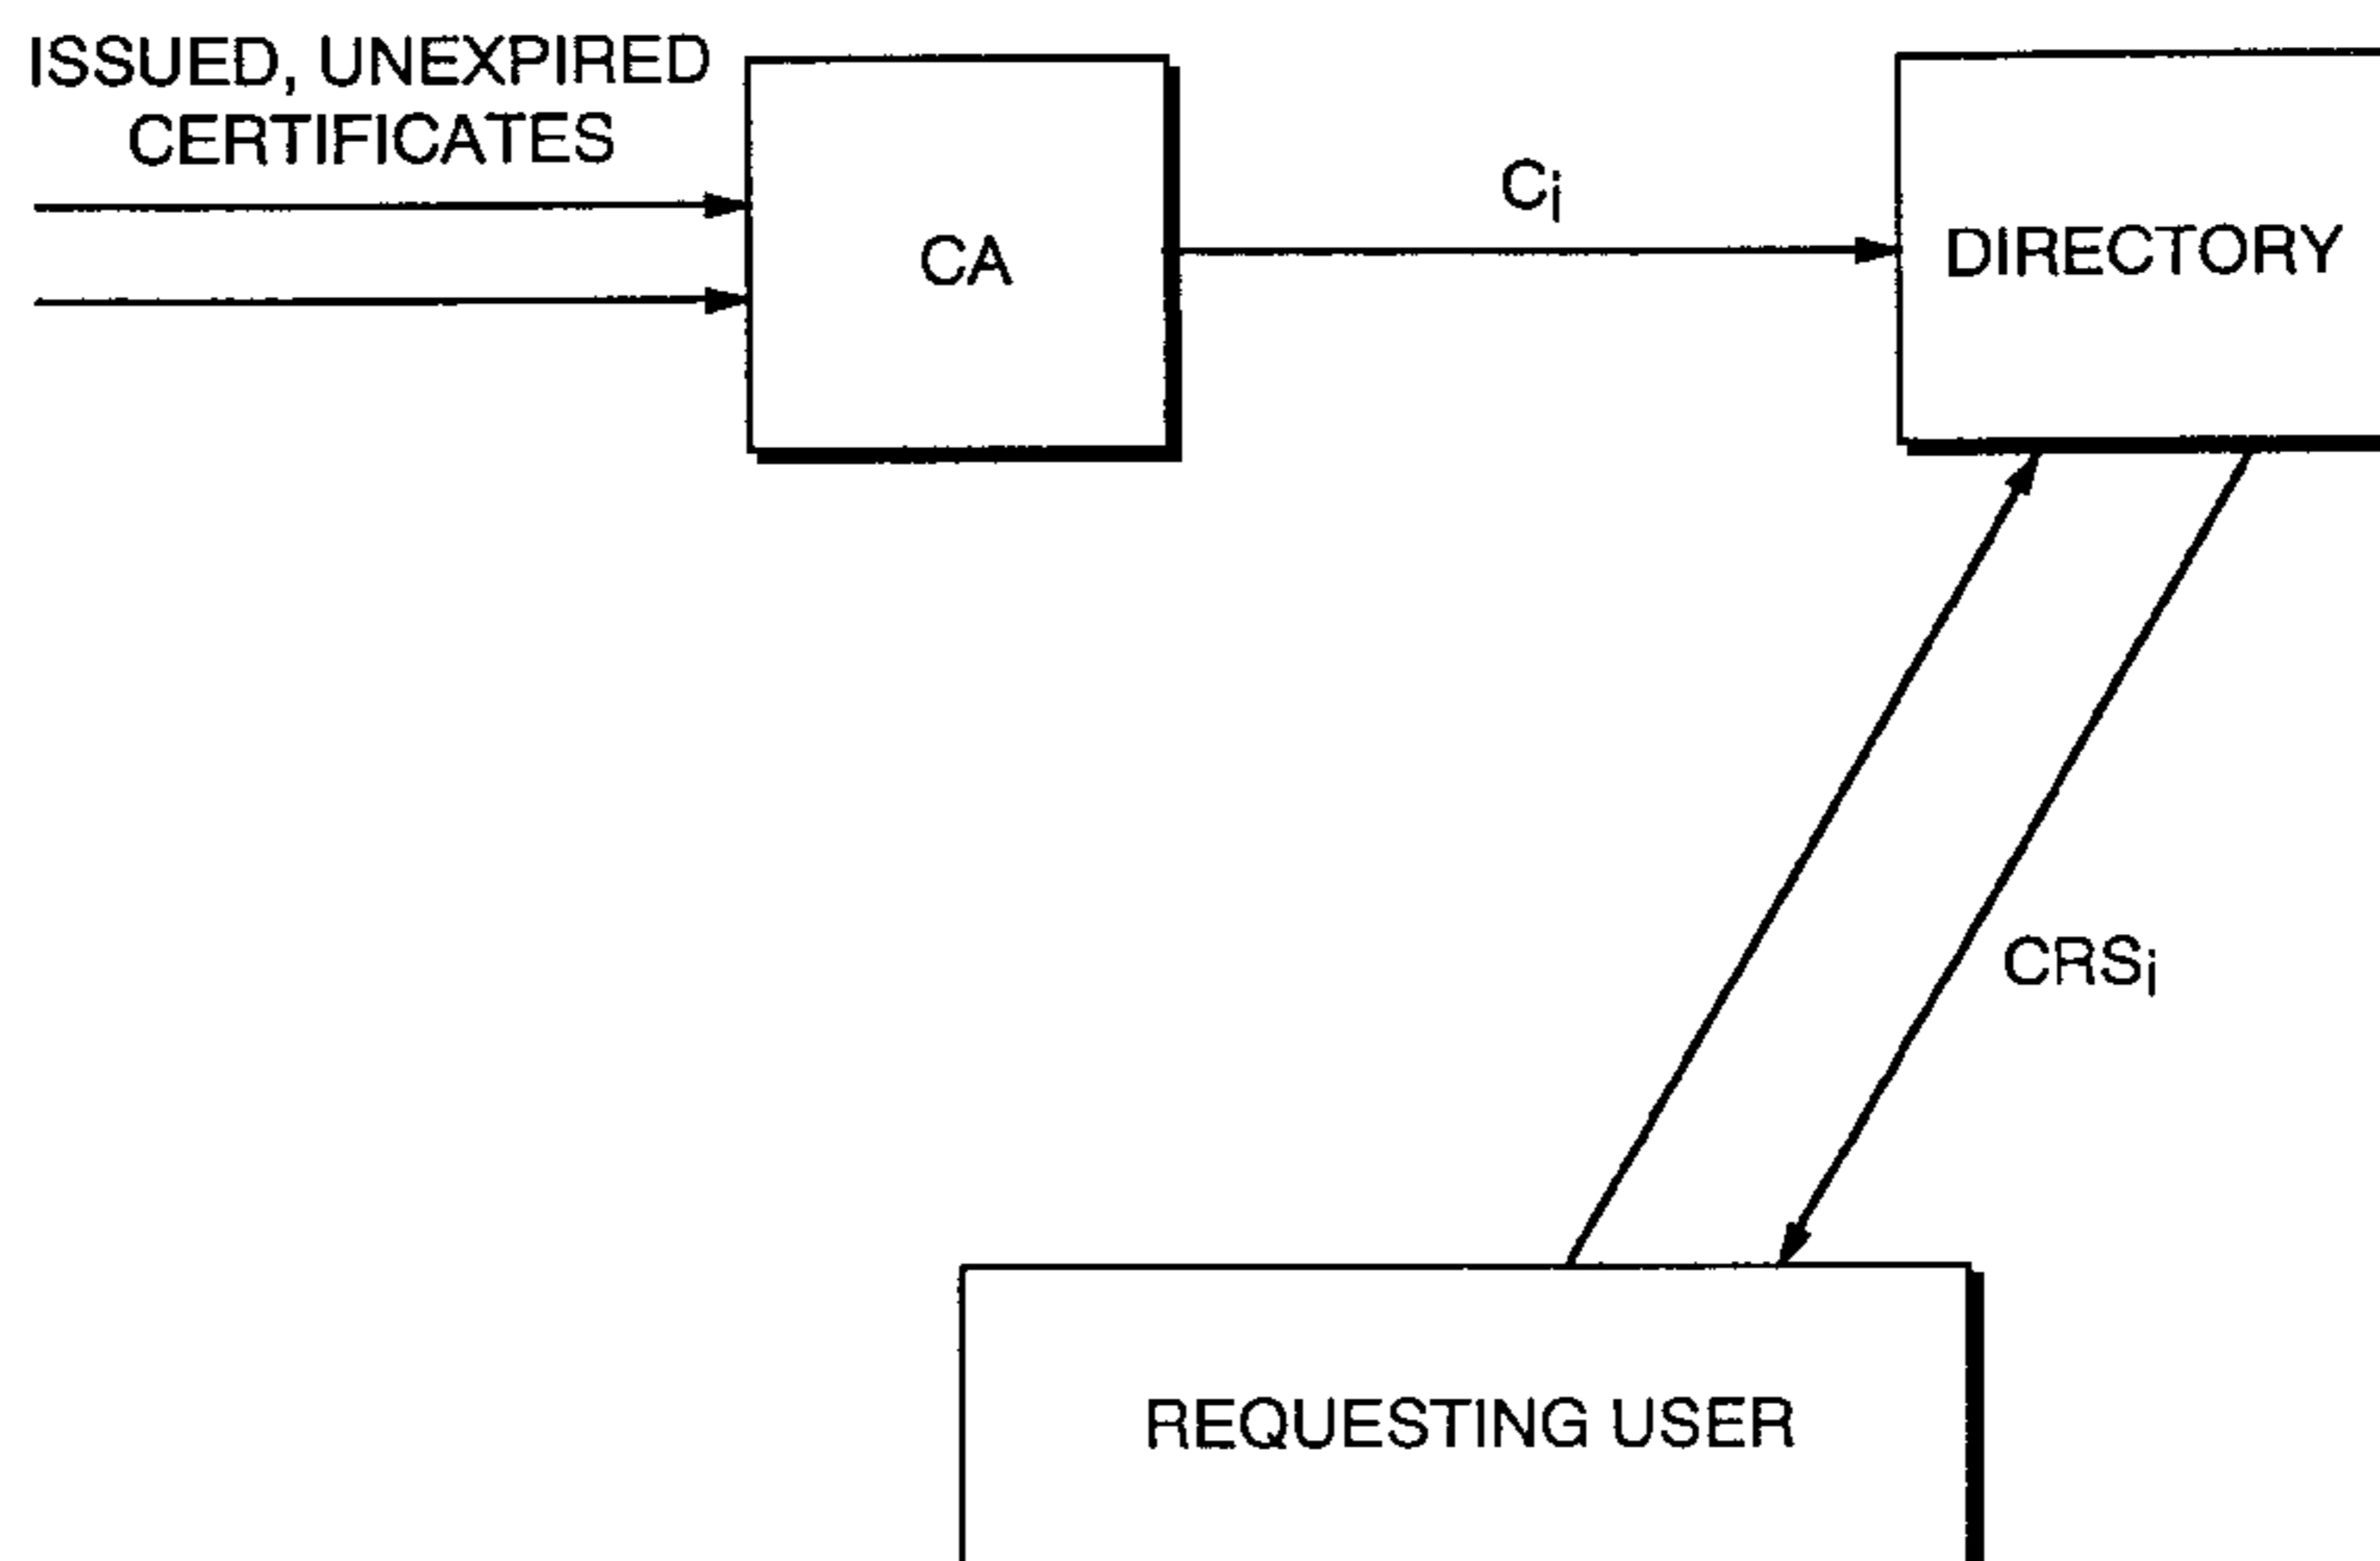 ISSUED, UNEXPIRED
CERTIFICATES
CA
Ci
DIRECTORY
CRSi
REQUESTING USER